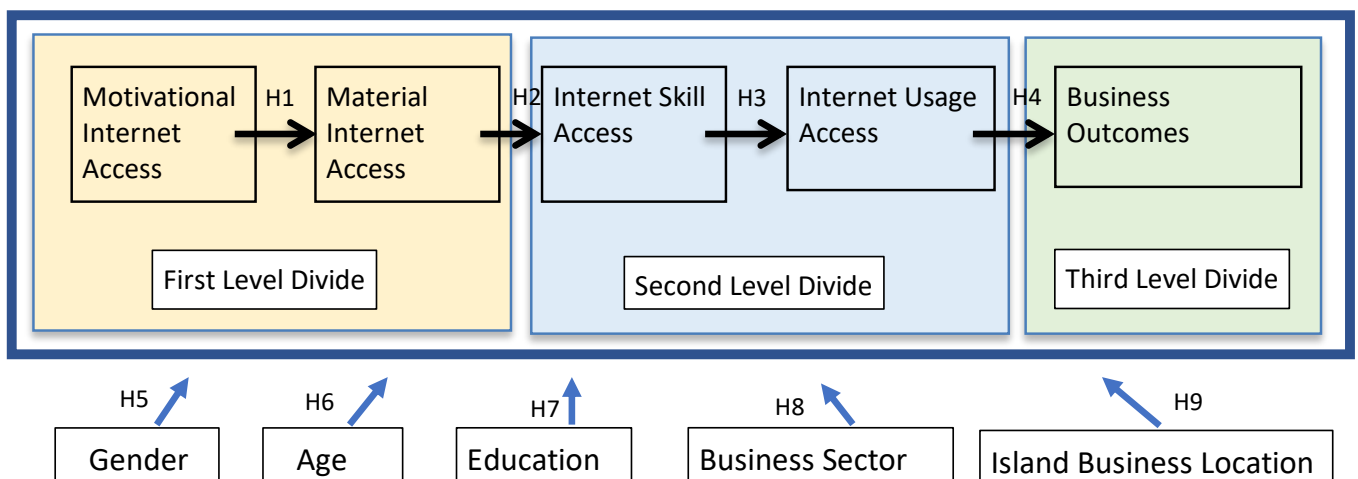 Motivational
Internet
Access
H1
Material
Internet
Access
H2
Internet Skill
Access
H3
Internet Usage
Access
H4
Business
Outcomes
First Level Divide
Second Level Divide
Third Level Divide
H5
H6
H7
H8
H9
Gender
Age
Education
Business Sector
Island Business Location